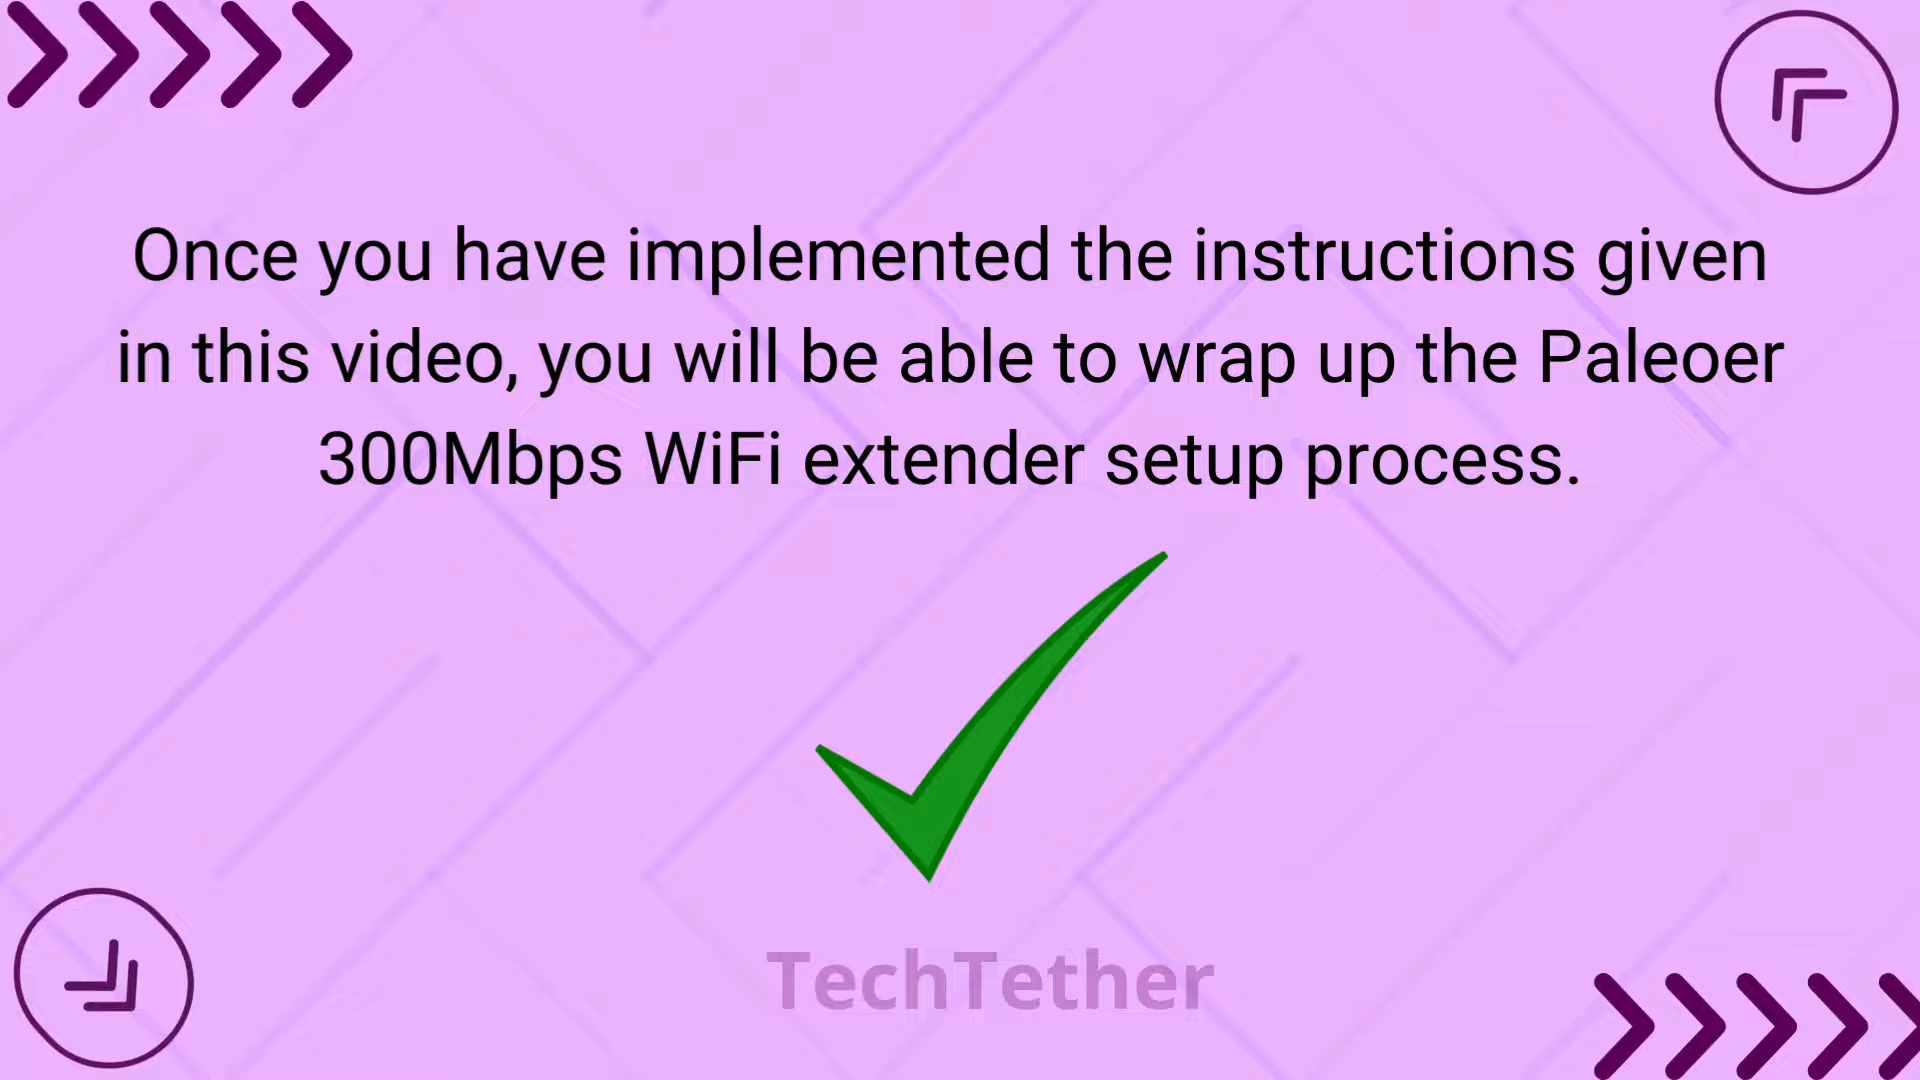 Once you have implemented the instructions given
in this video, you will be able to wrap up the Paleoer
300Mbps WiFi extender setup process.
TechTether